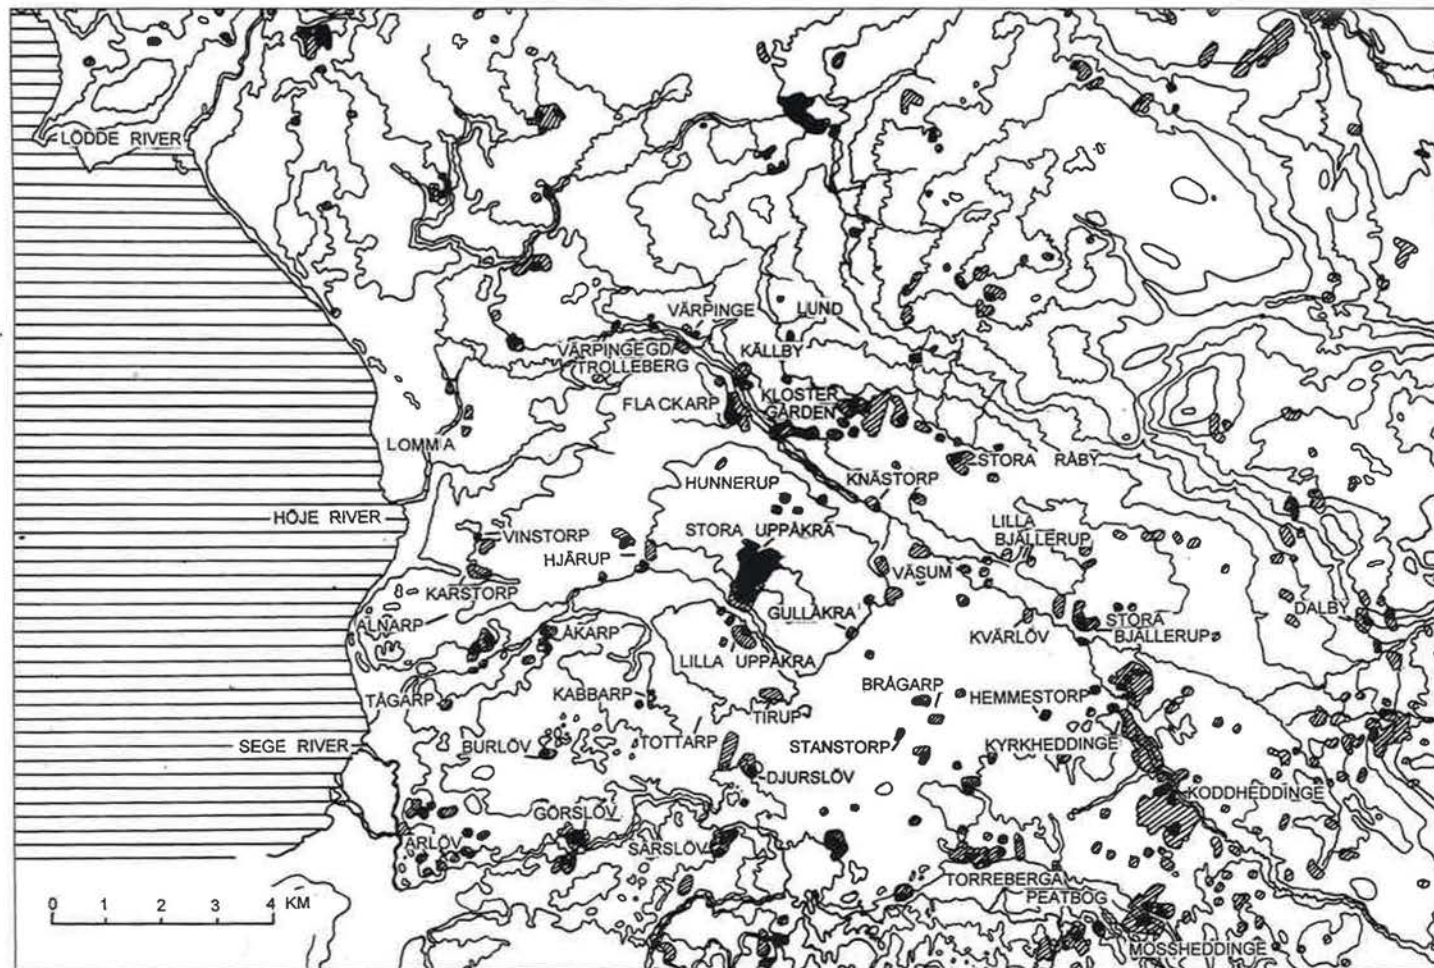 LÖDDE RIVER
VÄRPINGE
LUND
VÄRPINGEGD/
TROLLEBERG
KÄLLBY
FLACKARP
KLOSTER
GÅRDEN
LOMMA
STORA RÅBY
HUNNERUP
KNÄSTORP
HÖJE RIVER
VINSTORP
STORA UPPÅKRA
LILLA
BJÄLLERUP
HJÄRUP
VÄSUM
KARSTORP
GULLÅKRA
DALBY
ALNARP
ÅKARP
KVÄRLÖV
STORA
BJÄLLERUP
LILLA UPPÅKRA
TÅGARP
KABBARP
BRÅGARP
HEMMESTORP
TIRUP
SEGE RIVER
BURLÖV
TOTTARP
STANSTORP
KYRKHEDDINGE
DJURSLÖV
KODDHEDDINGE
GÖRSLÖV
ARLÖV
SÄRSLÖV
TORREBERGA
PEATBOG
0 1 2 3 4 KM
MOSSHEDDINGE